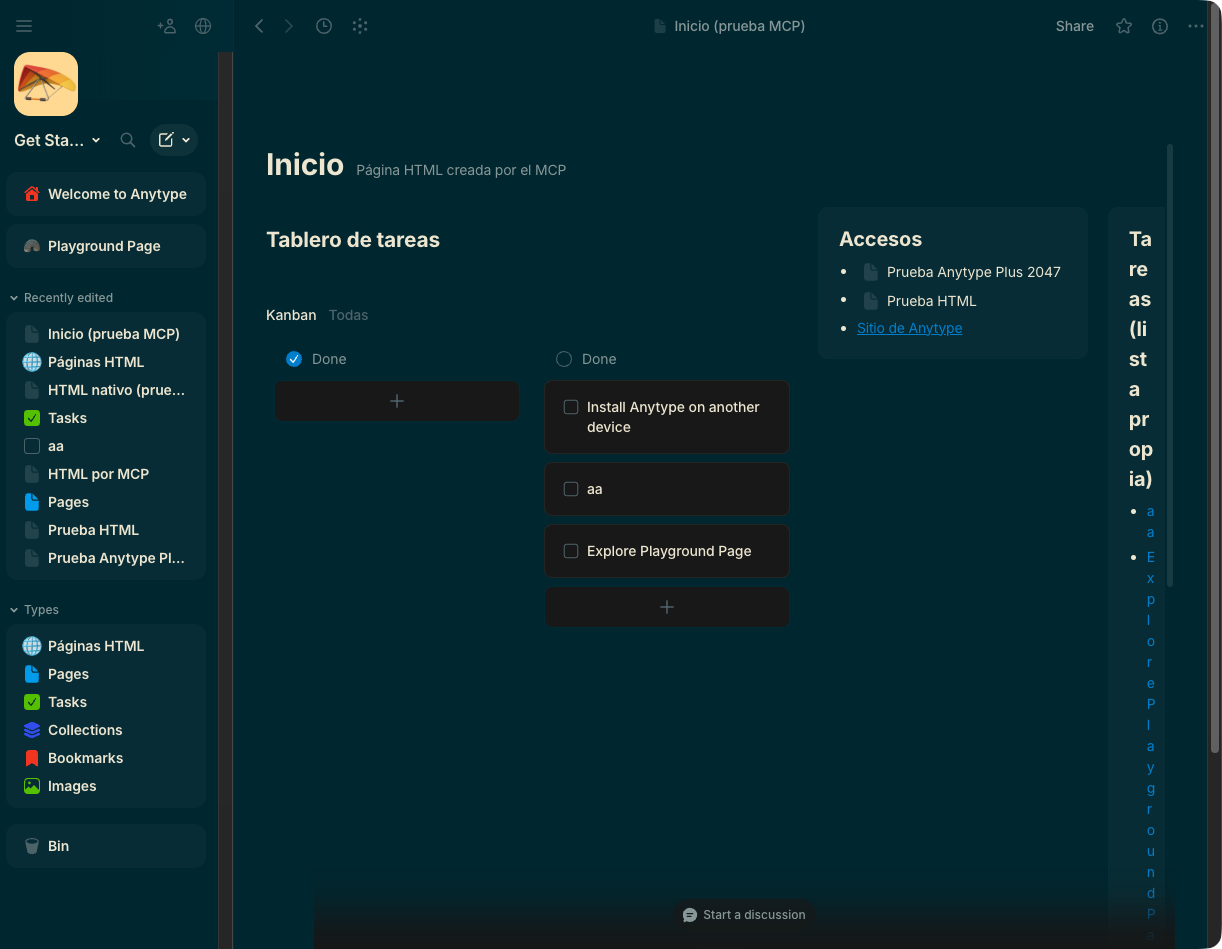 Inicio (prueba MCP)
Share
Get Sta...
Welcome to Anytype
Playground Page
Recently edited
Inicio (prueba MCP)
Páginas HTML
HTML nativo (prue...
Tasks
aa
HTML por MCP
Pages
Prueba HTML
Prueba Anytype Pl...
Types
Páginas HTML
Pages
Tasks
Collections
Bookmarks
Images
Bin
Inicio Página HTML creada por el MCP
Tablero de tareas
Kanban Todas
Done
Done
Install Anytype on another
device
aa
Explore Playground Page
Accesos
Prueba Anytype Plus 2047
Prueba HTML
Sitio de Anytype
Ta
re
as
(li
st
a
pr
op
ia)
a
a
E
x
p
l
o
r
e
P
l
a
y
g
r
o
u
n
d
P
a
Start a discussion